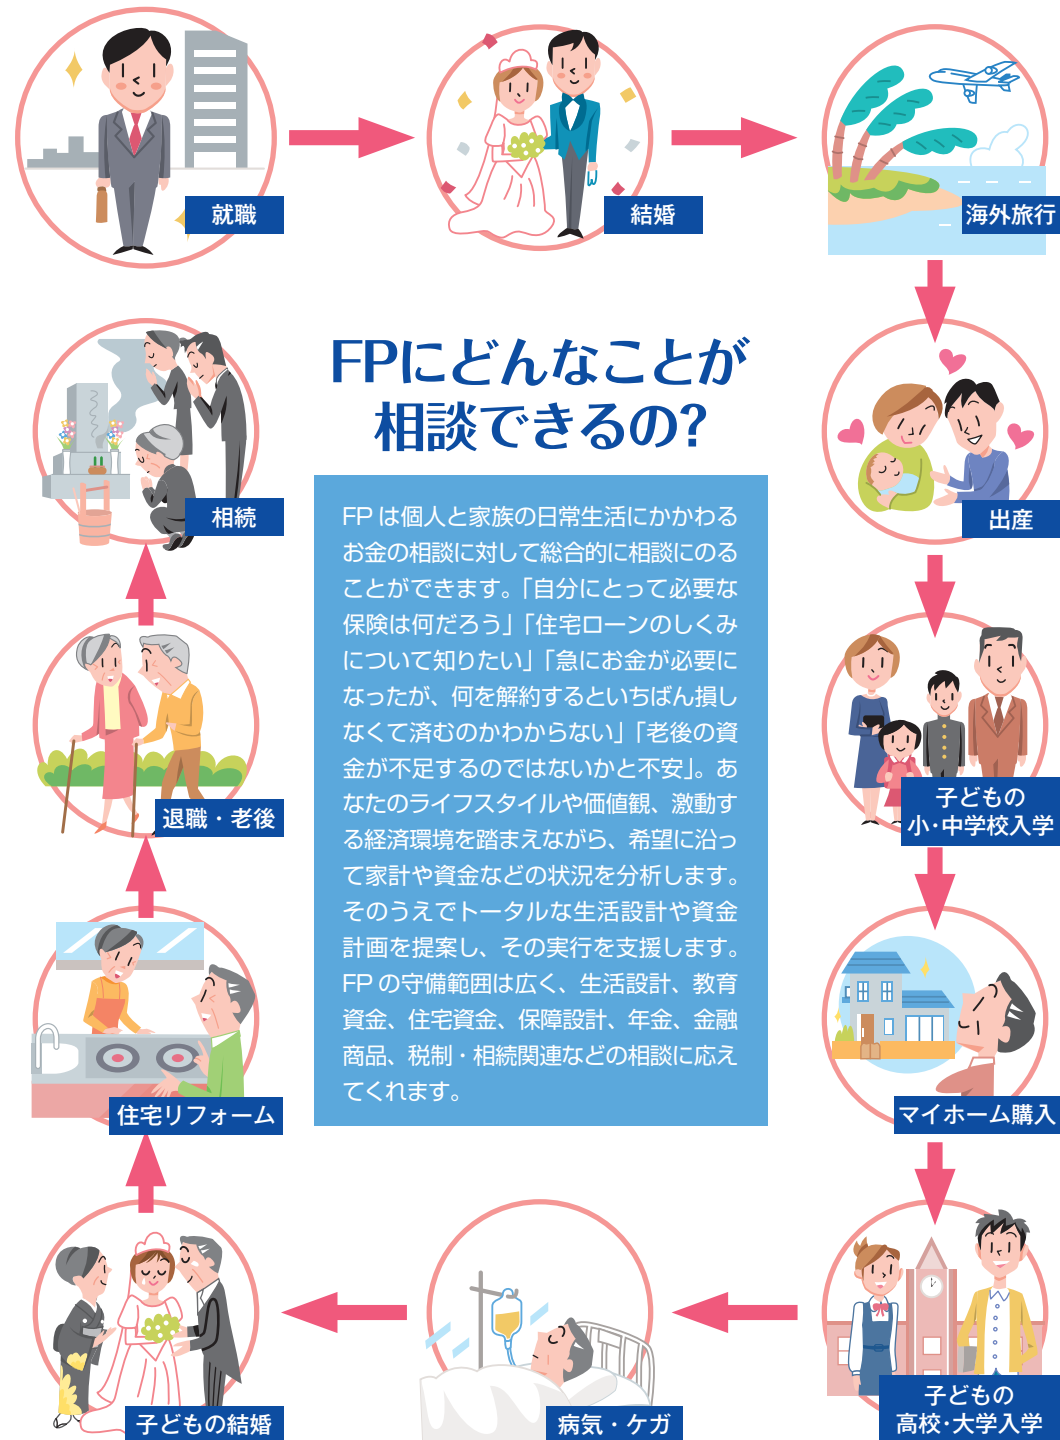 就職
結婚
海外旅行
FPにどんなことが
相談できるの?
FPは個人と家族の日常生活にかかわる
お金の相談に対して総合的に相談にのる
ことができます。「自分にとって必要な
保険は何だろう」「住宅ローンのしくみ
について知りたい」「急にお金が必要に
なったが、何を解約するといちばん損し
なくて済むのかわからない」「老後の資
金が不足するのではないかと不安」。あ
なたのライフスタイルや価値観、激動す
る経済環境を踏まえながら、希望に沿っ
て家計や資金などの状況を分析します。
そのうえでトータルな生活設計や資金
計画を提案し、その実行を支援します。
FPの守備範囲は広く、生活設計、教育
資金、住宅資金、保障設計、年金、金融
商品、税制・相続関連などの相談に応え
てくれます。
出産
子どもの
小・中学校入学
マイホーム購入
子どもの
高校・大学入学
病気・ケガ
子どもの結婚
住宅リフォーム
退職・老後
相続